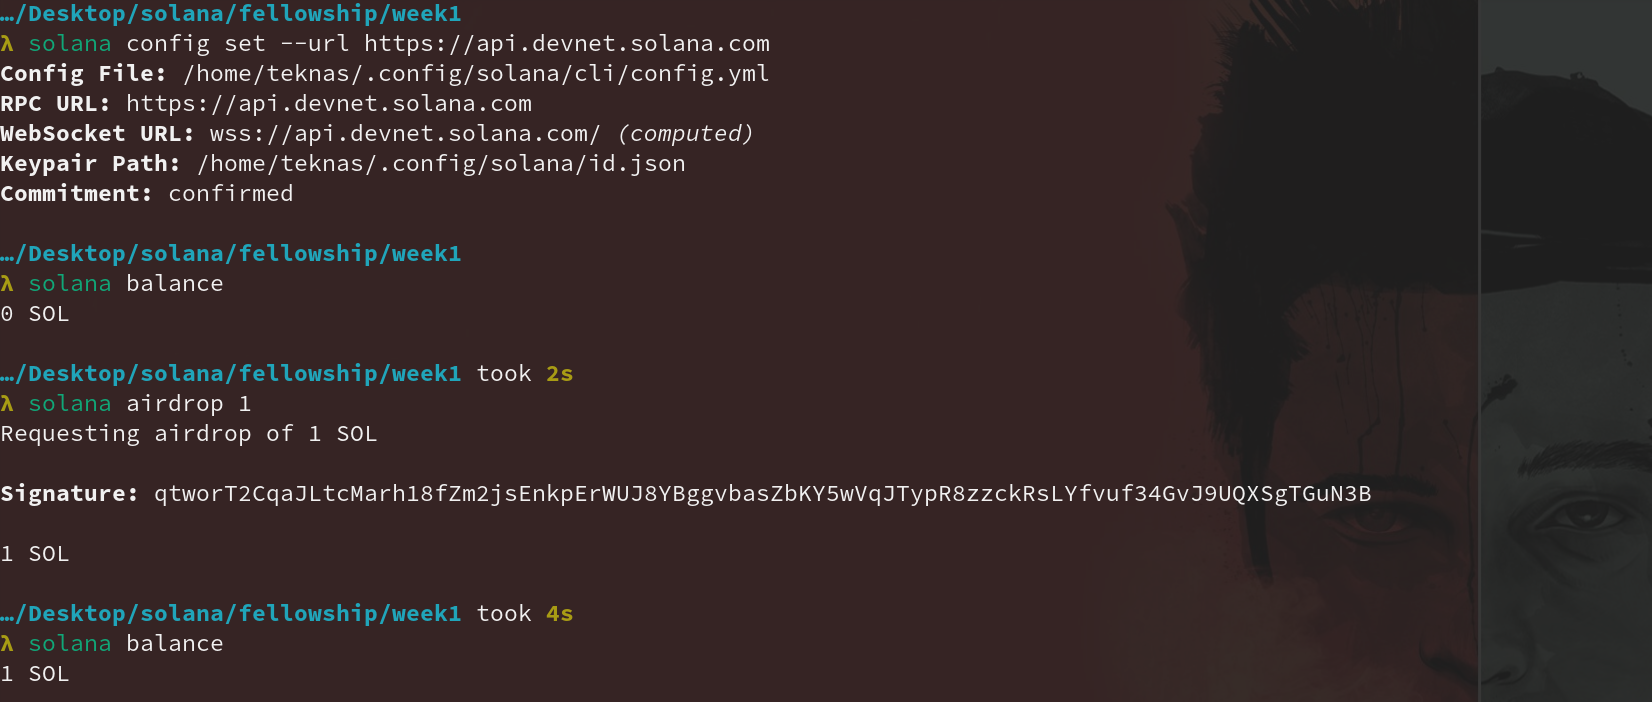 …/Desktop/solana/fellowship/week1
λ solana config set --url https://api.devnet.solana.com
Config File: /home/teknas/.config/solana/cli/config.yml
RPC URL: https://api.devnet.solana.com
WebSocket URL: wss://api.devnet.solana.com/ (computed)
Keypair Path: /home/teknas/.config/solana/id.json
Commitment: confirmed
…/Desktop/solana/fellowship/week1
λ solana balance
0 SOL
…/Desktop/solana/fellowship/week1 took 2s
λ solana airdrop 1
Requesting airdrop of 1 SOL
Signature: qtworT2CqaJLtcMarh18fZm2jsEnkpErWUJ8YBggvbasZbKY5wVqJTypR8zzckRsLYfvuf34GvJ9UQXSgTGuN3B
1 SOL
…/Desktop/solana/fellowship/week1 took 4s
λ solana balance
1 SOL